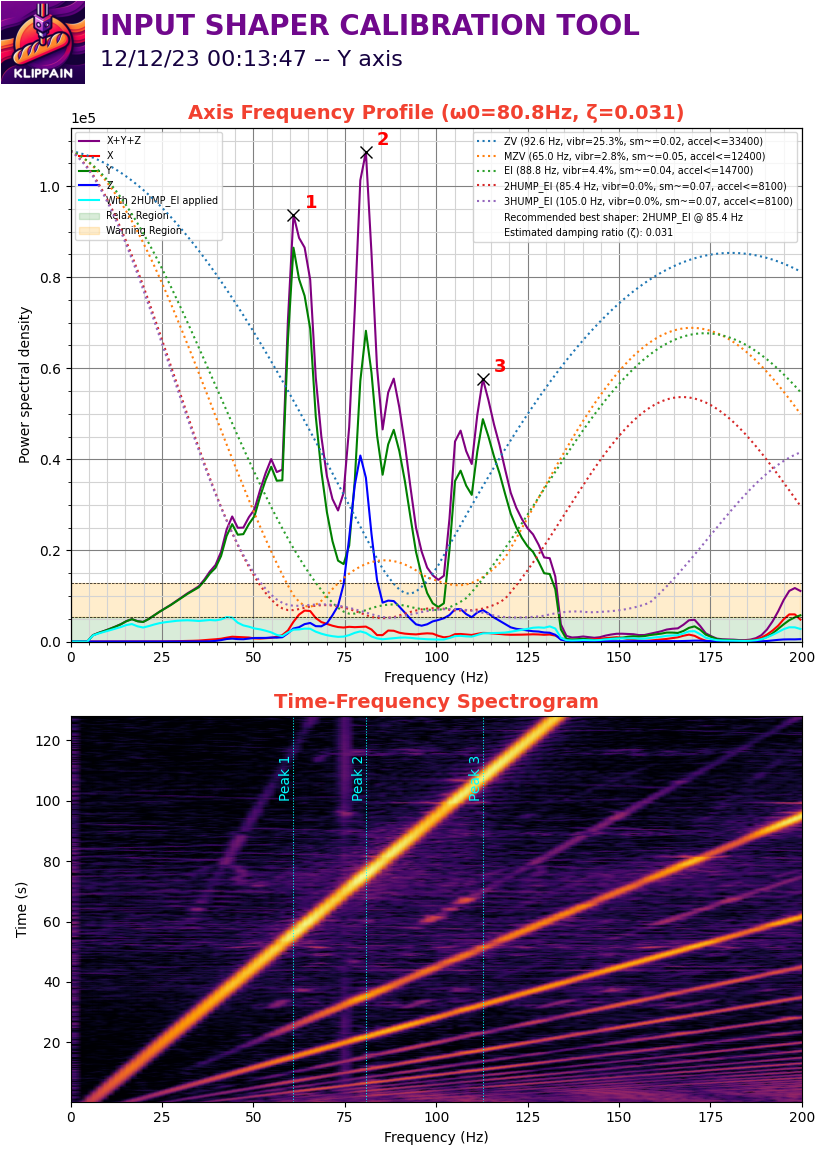 KLIPPAIN
INPUT SHAPER CALIBRATION TOOL
12/12/23 00:13:47 -- Y axis
Axis Frequency Profile (ω0=80.8Hz, ζ=0.031)
1e5
X+Y+Z
X
Y
Z
With 2HUMP_EI applied
Relax Region
Warning Region
1
2
3
ZV (92.6 Hz, vibr=25.3%, sm~=0.02, accel<=33400)
MZV (65.0 Hz, vibr=2.8%, sm~=0.05, accel<=12400)
EI (88.8 Hz, vibr=4.4%, sm~=0.04, accel<=14700)
2HUMP_EI (85.4 Hz, vibr=0.0%, sm~=0.07, accel<=8100)
3HUMP_EI (105.0 Hz, vibr=0.0%, sm~=0.07, accel<=8100)
Recommended best shaper: 2HUMP_EI @ 85.4 Hz
Estimated damping ratio (ζ): 0.031
Power spectral density
1.0
0.8
0.6
0.4
0.2
0.0
0 25 50 75 100 125 150 175 200
Frequency (Hz)
Time-Frequency Spectrogram
Time (s)
120
100
80
60
40
20
Peak 1
Peak 2
Peak 3
0 25 50 75 100 125 150 175 200
Frequency (Hz)